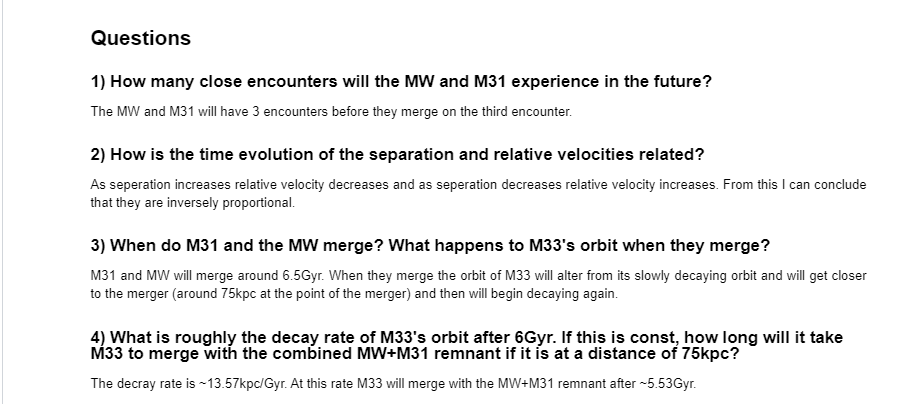 Questions
1) How many close encounters will the MW and M31 experience in the future?
The MW and M31 will have 3 encounters before they merge on the third encounter.
2) How is the time evolution of the separation and relative velocities related?
As seperation increases relative velocity decreases and as seperation decreases relative velocity increases. From this I can conclude
that they are inversely proportional.
3) When do M31 and the MW merge? What happens to M33's orbit when they merge?
M31 and MW will merge around 6.5Gyr. When they merge the orbit of M33 will alter from its slowly decaying orbit and will get closer
to the merger (around 75kpc at the point of the merger) and then will begin decaying again.
4) What is roughly the decay rate of M33's orbit after 6Gyr. If this is const, how long will it take
M33 to merge with the combined MW+M31 remnant if it is at a distance of 75kpc?
The decray rate is ~13.57kpc/Gyr. At this rate M33 will merge with the MW+M31 remnant after ~5.53Gyr.